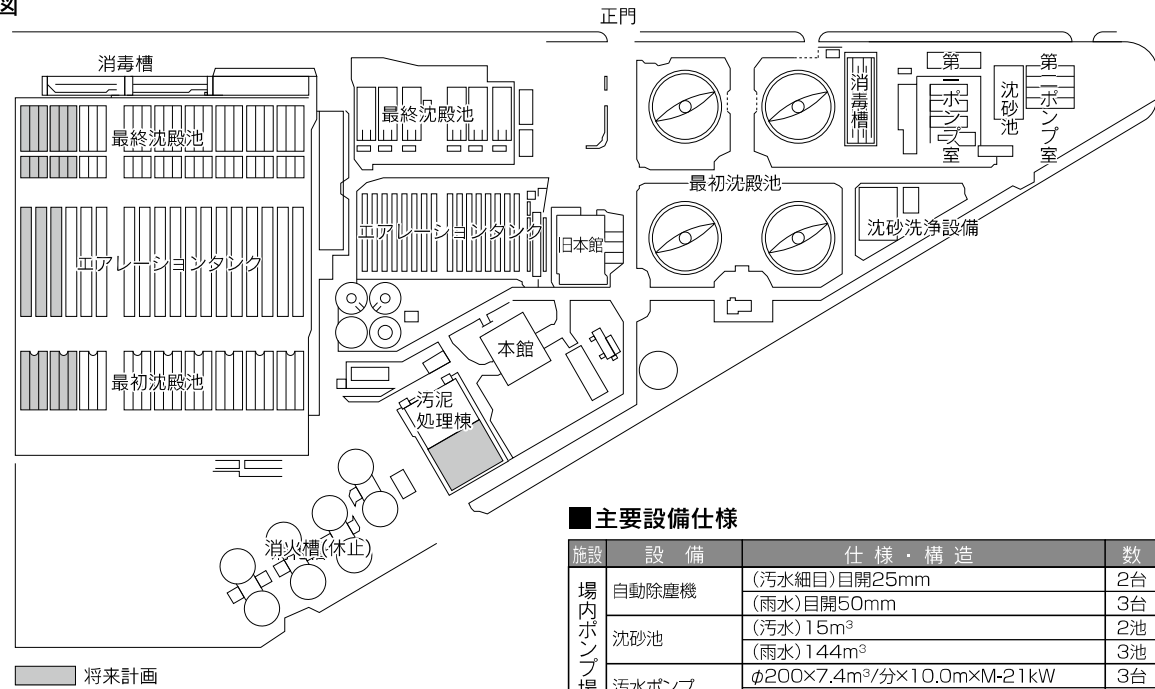 図
正門
消毒槽
最終沈殿池
最終沈殿池
消毒槽
第一ポンプ室
沈砂池
第二ポンプ室
最初沈殿池
エアレーションタンク
エアレーションタンク
旧本館
沈砂洗浄設備
本館
最初沈殿池
汚泥
処理棟
消火槽(休止)
将来計画
■主要設備仕様
施設 設備 仕様・構造 数
場内ポンプ場
自動除塵機 (汚水細目)目開25mm 2台
(雨水)目開50mm 3台
沈砂池 (汚水)15m³ 2池
(雨水)144m³ 3池
汚水ポンプ φ200×7.4m³/分×10.0m×M-21kW 3台